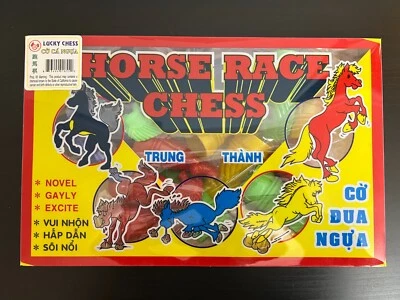 LUCKY CHESS
CỜ CÁ NGỰA
HORSE RACE
CHESS
TRUNG THÀNH
★ NOVEL
★ GAYLY
★ EXCITE
★ VUI NHỘN
★ HẤP DẪN
★ SÔI NỔI
CỜ
ĐUA
NGỰA